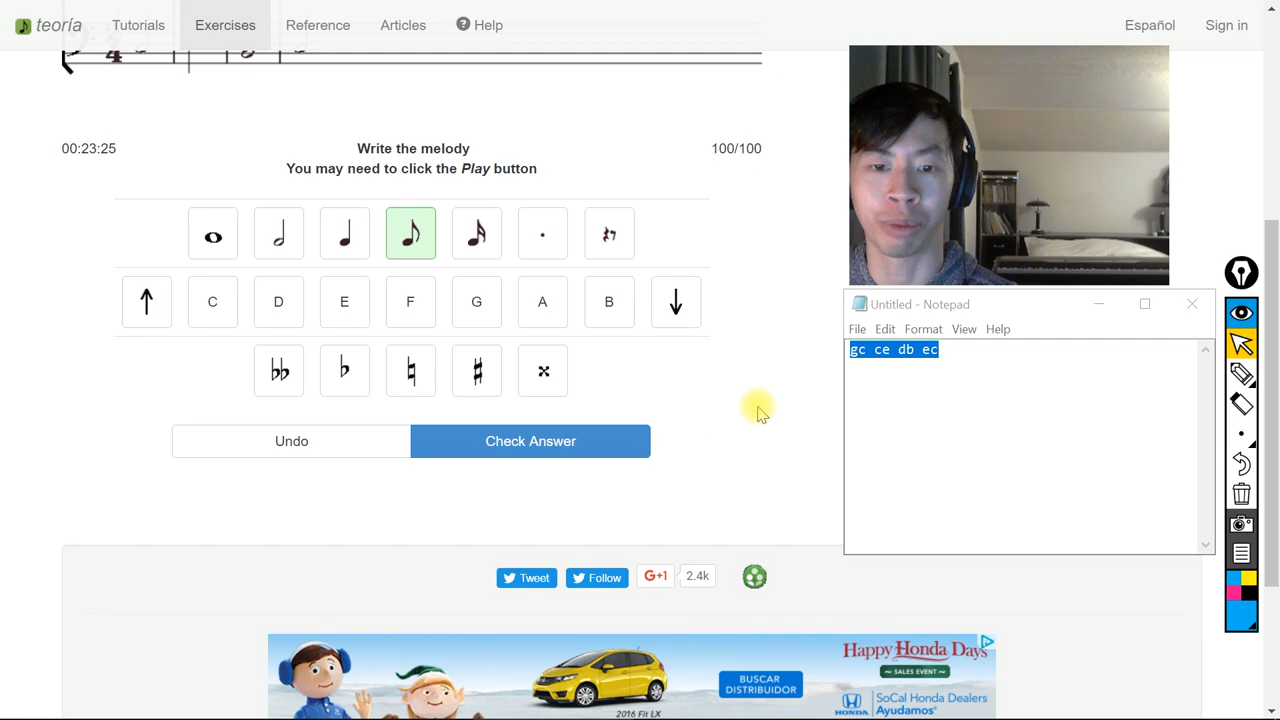 teoría Tutorials Exercises Reference Articles Help Español Sign in
00:23:25 Write the melody 100/100
You may need to click the Play button
C D E F G A B
Undo Check Answer
Untitled - Notepad
File Edit Format View Help
gc ce db ec
Tweet Follow G+1 2.4k
Happy Honda Days
SALES EVENT
BUSCAR
DISTRIBUIDOR
2016 Fit LX
HONDA
SoCal Honda Dealers
Ayudamos®